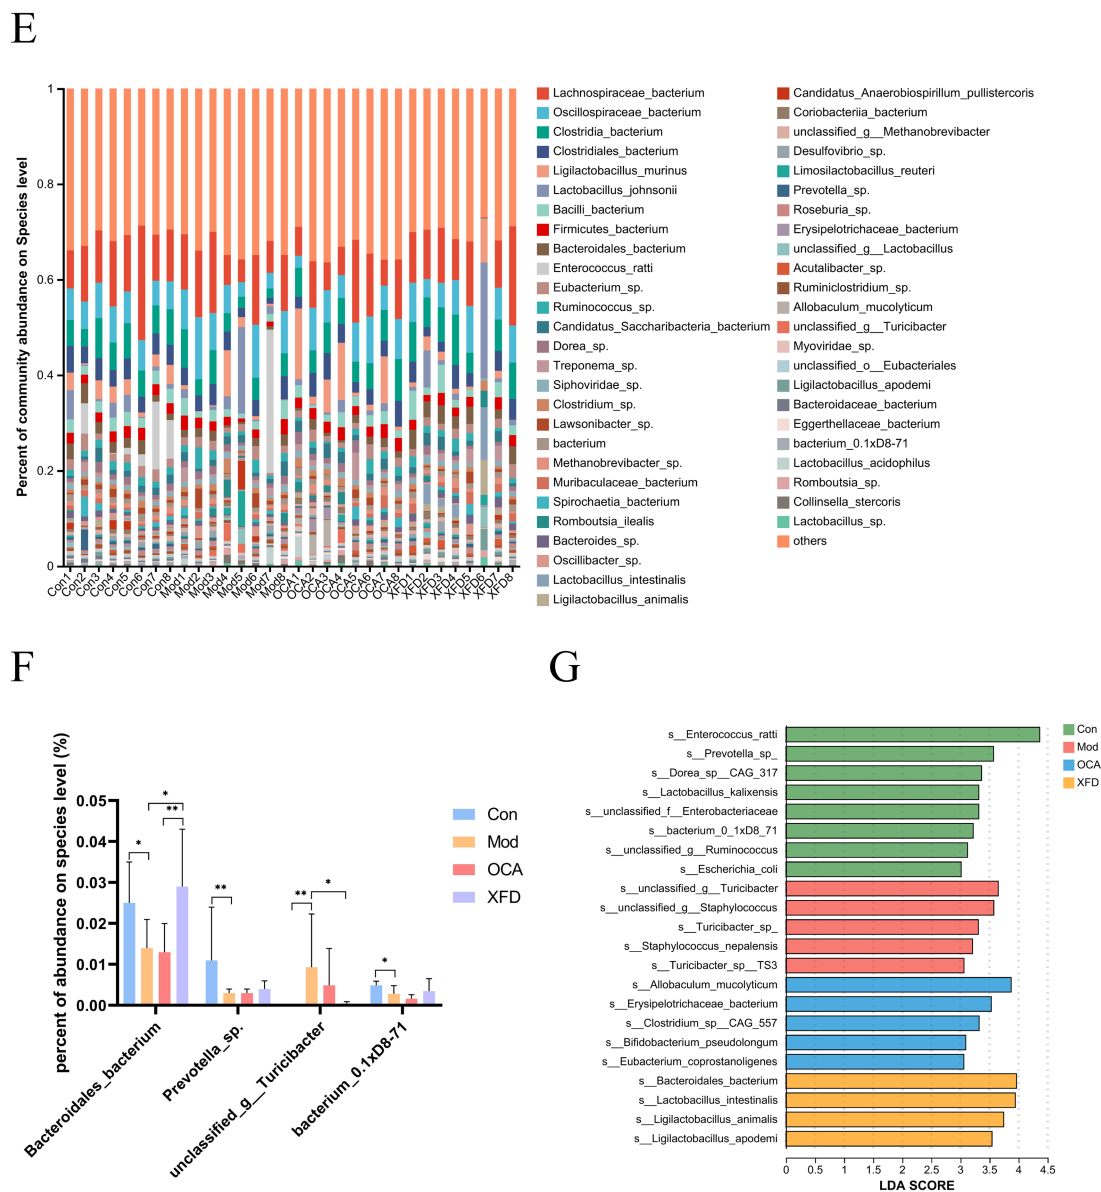 E
Percent of community abundance on Species level
1
0.8
0.6
0.4
0.2
0
Con1
Con2
Con3
Con4
Con5
Con6
Con7
Con8
Mod1
Mod2
Mod3
Mod4
Mod5
Mod6
Mod7
Mod8
OCA1
OCA2
OCA3
OCA4
OCA5
OCA6
OCA7
OCA8
XFD1
XFD2
XFD3
XFD4
XFD5
XFD6
XFD7
XFD8
Lachnospiraceae_bacterium
Oscillospiraceae_bacterium
Clostridia_bacterium
Clostridiales_bacterium
Ligilactobacillus_murinus
Lactobacillus_johnsonii
Bacilli_bacterium
Firmicutes_bacterium
Bacteroidales_bacterium
Enterococcus_ratti
Eubacterium_sp.
Ruminococcus_sp.
Candidatus_Saccharibacteria_bacterium
Dorea_sp.
Treponema_sp.
Siphoviridae_sp.
Clostridium_sp.
Lawsonibacter_sp.
bacterium
Methanobrevibacter_sp.
Muribaculaceae_bacterium
Spirochaetia_bacterium
Romboutsia_ilealis
Bacteroides_sp.
Oscillibacter_sp.
Lactobacillus_intestinalis
Ligilactobacillus_animalis
Candidatus_Anaerobiospirillum_pullistercoris
Coriobacteriia_bacterium
unclassified_g__Methanobrevibacter
Desulfovibrio_sp.
Limosilactobacillus_reuteri
Prevotella_sp.
Roseburia_sp.
Erysipelotrichaceae_bacterium
unclassified_g__Lactobacillus
Acutalibacter_sp.
Ruminiclostridium_sp.
Allobaculum_mucolyticum
unclassified_g__Turicibacter
Myoviridae_sp.
unclassified_o__Eubacteriales
Ligilactobacillus_apodemi
Bacteroidaceae_bacterium
Eggerthellaceae_bacterium
bacterium_0.1xD8-71
Lactobacillus_acidophilus
Romboutsia_sp.
Collinsella_stercoris
Lactobacillus_sp.
others
F
percent of abundance on species level (%)
0.05
0.04
0.03
0.02
0.01
0.00
*
*
**
**
**
*
*
Bacteroidales_bacterium
Prevotella_sp.
unclassified_g__Turicibacter
bacterium_0.1xD8-71
Con
Mod
OCA
XFD
G
s__Enterococcus_ratti
s__Prevotella_sp_
s__Dorea_sp__CAG_317
s__Lactobacillus_kalixensis
s__unclassified_f__Enterobacteriaceae
s__bacterium_0_1xD8_71
s__unclassified_g__Ruminococcus
s__Escherichia_coli
s__unclassified_g__Turicibacter
s__unclassified_g__Staphylococcus
s__Turicibacter_sp_
s__Staphylococcus_nepalensis
s__Turicibacter_sp__TS3
s__Allobaculum_mucolyticum
s__Erysipelotrichaceae_bacterium
s__Clostridium_sp__CAG_557
s__Bifidobacterium_pseudolongum
s__Eubacterium_coprostanoligenes
s__Bacteroidales_bacterium
s__Lactobacillus_intestinalis
s__Ligilactobacillus_animalis
s__Ligilactobacillus_apodemi
0 0.5 1 1.5 2 2.5 3 3.5 4 4.5
LDA SCORE
Con
Mod
OCA
XFD